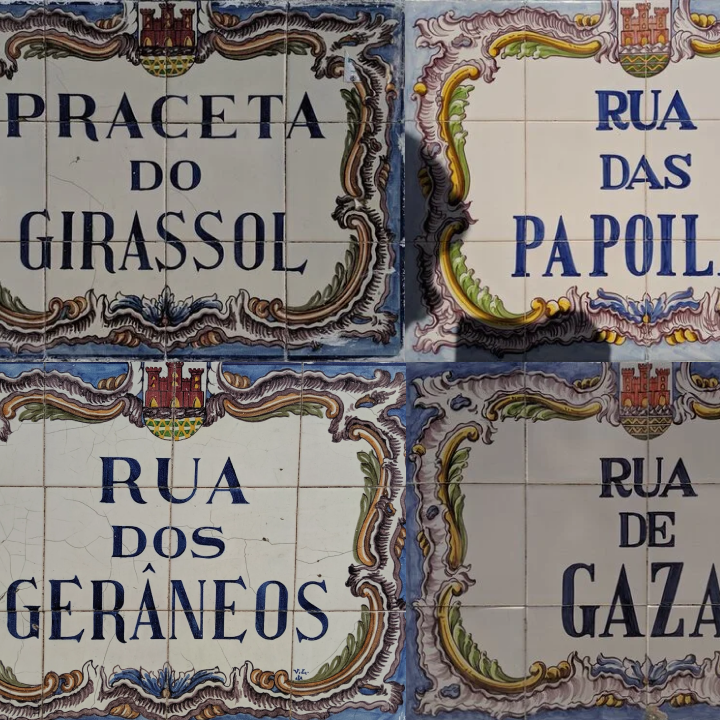 PRACETA
DO
GIRASSOL
RUA
DAS
PAPOIL
RUA
DOS
GERÂNEOS
RUA
DE
GAZA